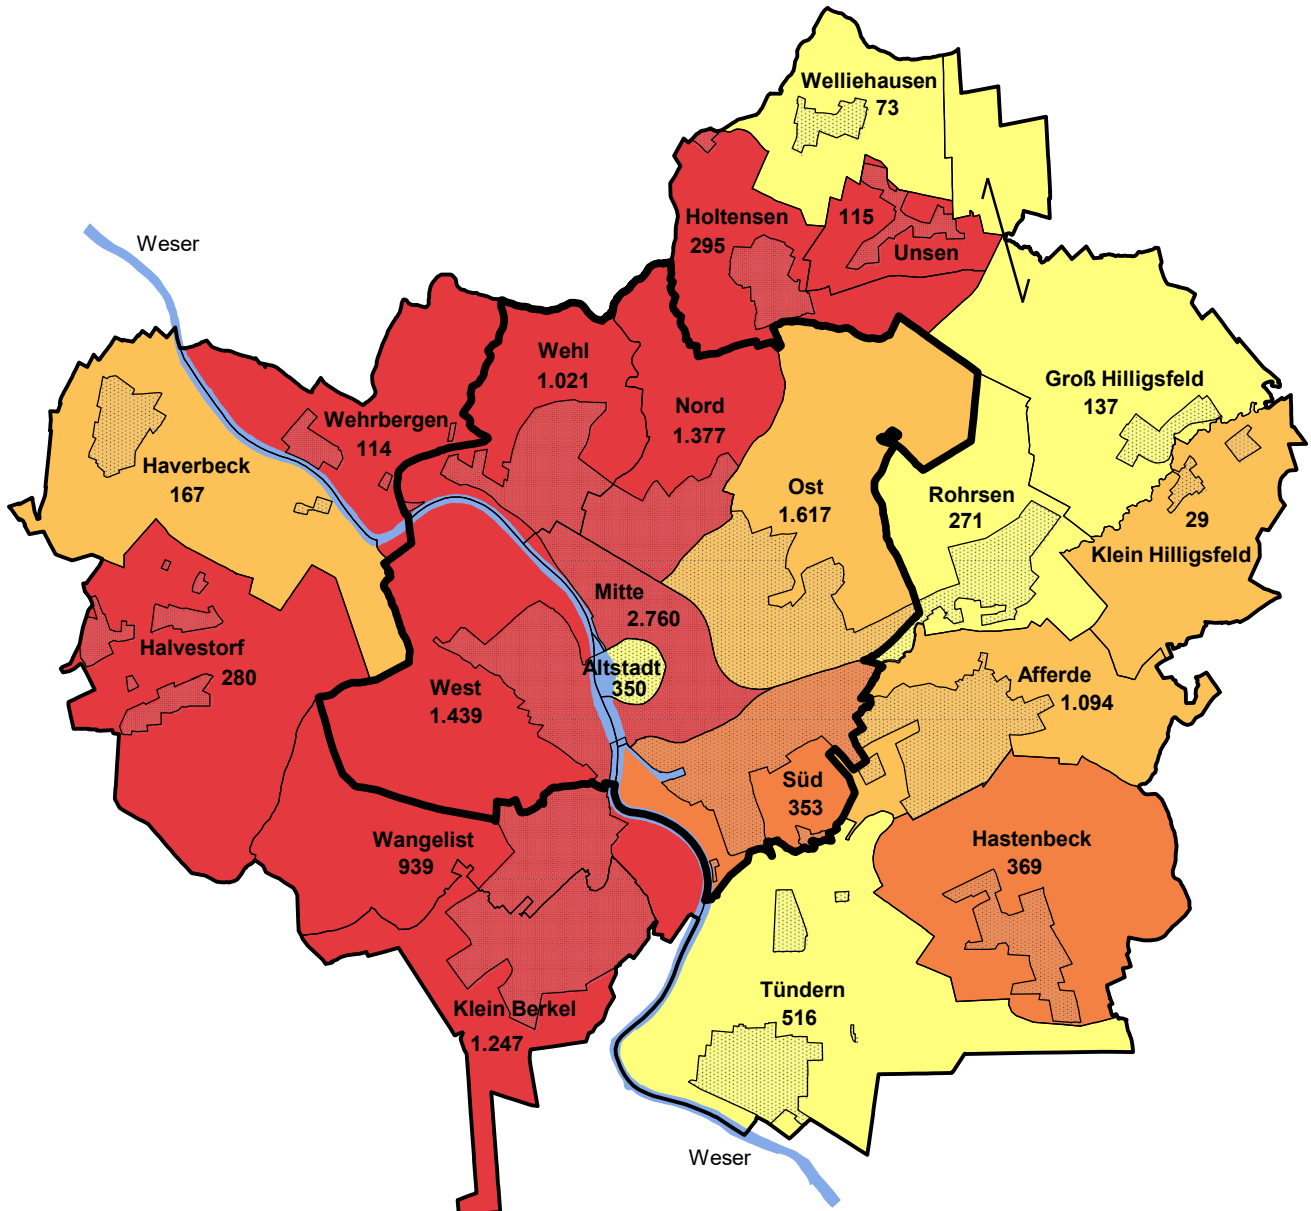 Welliehausen
73
Holtensen
295
115
Unsen
Weser
Wehl
1.021
Nord
1.377
Groß Hilligsfeld
137
Wehrbergen
114
Haverbeck
167
Ost
1.617
Rohrsen
271
29
Klein Hilligsfeld
Mitte
2.760
Halvestorf
280
Altstadt
350
West
1.439
Afferde
1.094
Süd
353
Wangelist
939
Hastenbeck
369
Tündern
516
Klein Berkel
1.247
Weser